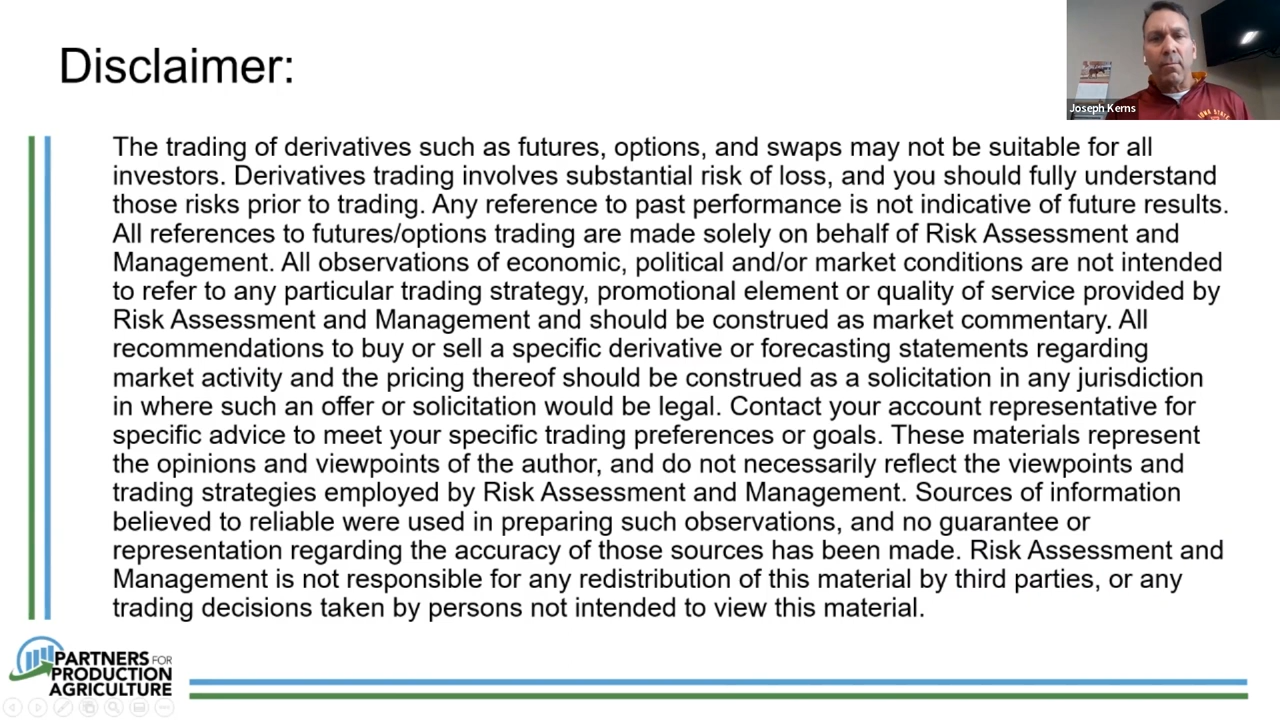 Disclaimer:
Joseph Kerns
The trading of derivatives such as futures, options, and swaps may not be suitable for all
investors. Derivatives trading involves substantial risk of loss, and you should fully understand
those risks prior to trading. Any reference to past performance is not indicative of future results.
All references to futures/options trading are made solely on behalf of Risk Assessment and
Management. All observations of economic, political and/or market conditions are not intended
to refer to any particular trading strategy, promotional element or quality of service provided by
Risk Assessment and Management and should be construed as market commentary. All
recommendations to buy or sell a specific derivative or forecasting statements regarding
market activity and the pricing thereof should be construed as a solicitation in any jurisdiction
in where such an offer or solicitation would be legal. Contact your account representative for
specific advice to meet your specific trading preferences or goals. These materials represent
the opinions and viewpoints of the author, and do not necessarily reflect the viewpoints and
trading strategies employed by Risk Assessment and Management. Sources of information
believed to reliable were used in preparing such observations, and no guarantee or
representation regarding the accuracy of those sources has been made. Risk Assessment and
Management is not responsible for any redistribution of this material by third parties, or any
trading decisions taken by persons not intended to view this material.
PARTNERS FOR
PRODUCTION
AGRICULTURE